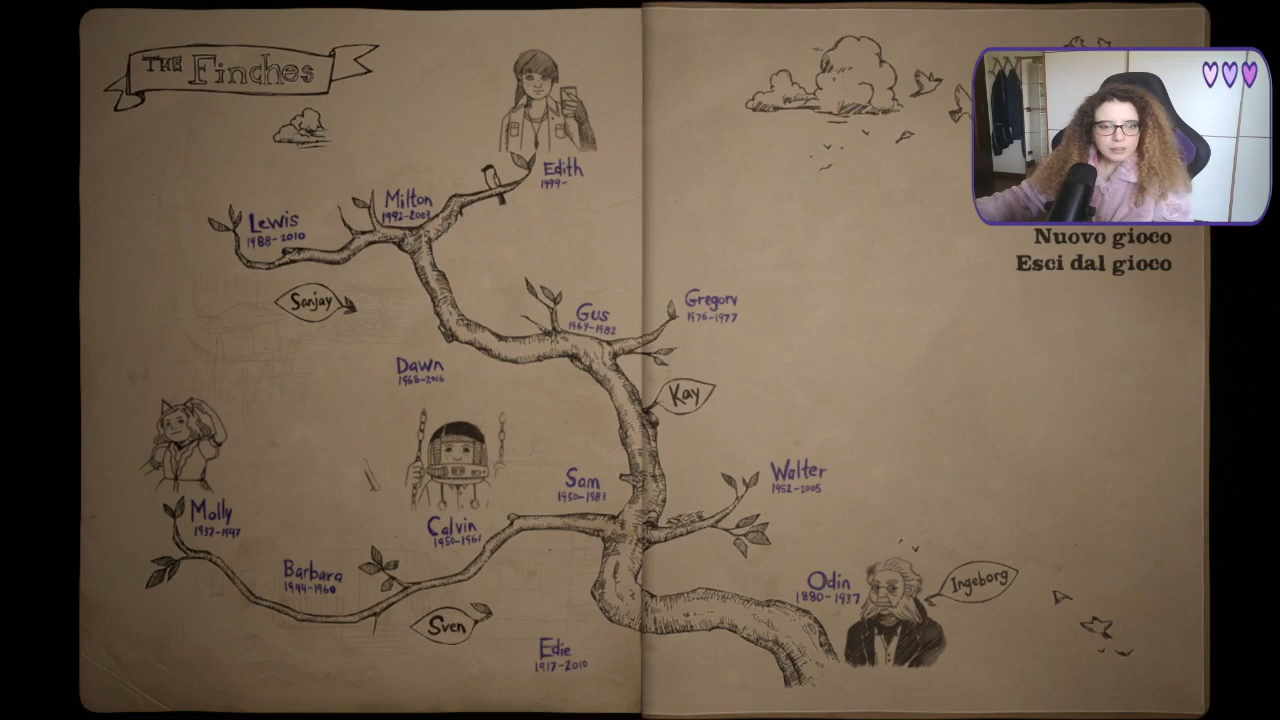 THE Finches
Edith
1999-
Milton
1992-2003
Lewis
1988-2010
Nuovo gioco
Esci dal gioco
Sanjay
Gus
1969-1982
Gregory
1976-1977
Dawn
1968-2016
Kay
Sam
1950-1983
Walter
1952-2005
Molly
1937-1947
Calvin
1950-1961
Barbara
1944-1960
Odin
1880-1937
Ingeborg
Sven
Edie
1917-2010